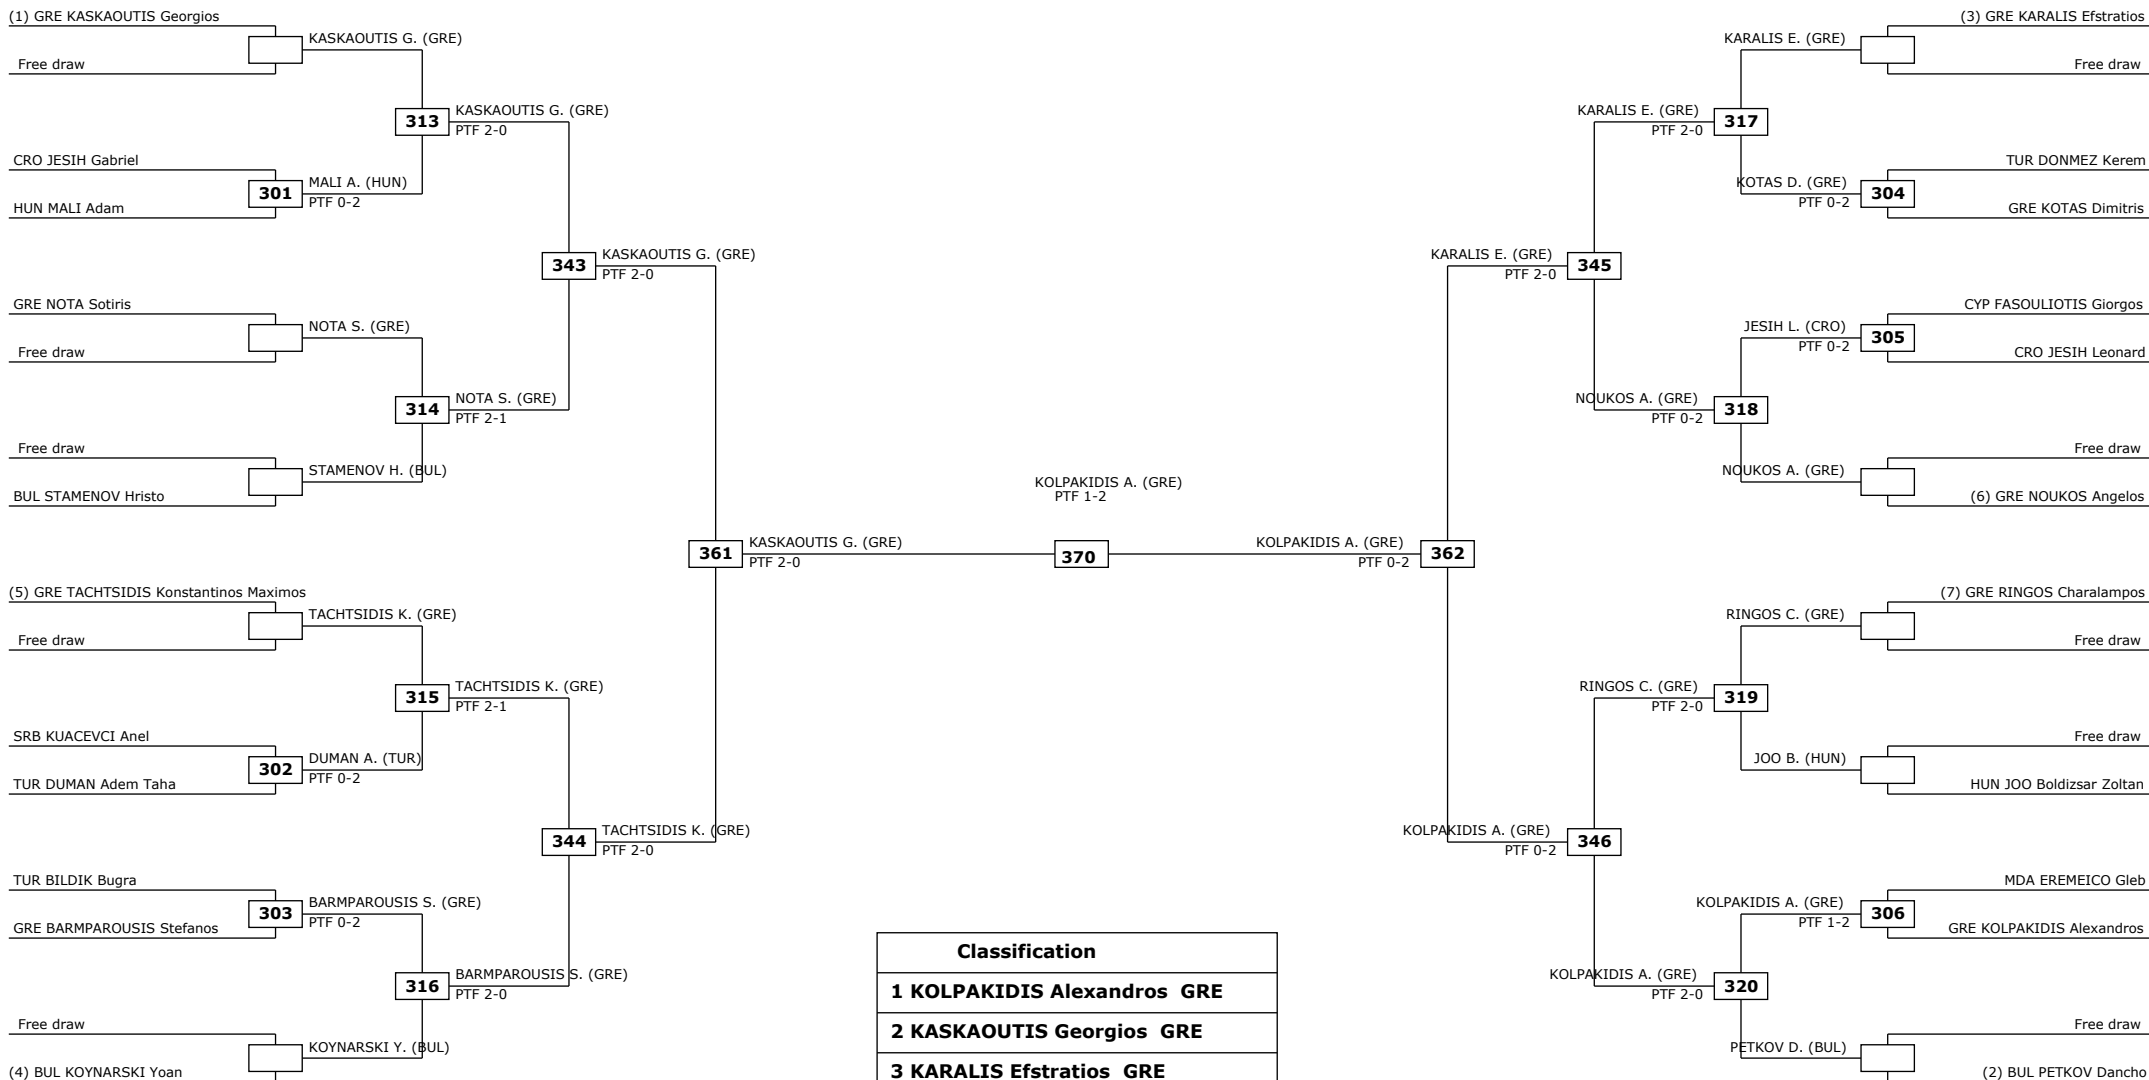 (1) GRE KASKAOUTIS Georgios
KASKAOUTIS G. (GRE)
Free draw
313
KASKAOUTIS G. (GRE)
PTF 2-0
CRO JESIH Gabriel
301
MALI A. (HUN)
PTF 0-2
HUN MALI Adam
343
KASKAOUTIS G. (GRE)
PTF 2-0
GRE NOTA Sotiris
NOTA S. (GRE)
Free draw
314
NOTA S. (GRE)
PTF 2-1
Free draw
STAMENOV H. (BUL)
BUL STAMENOV Hristo
361
KASKAOUTIS G. (GRE)
PTF 2-0
(5) GRE TACHTSIDIS Konstantinos Maximos
TACHTSIDIS K. (GRE)
Free draw
315
TACHTSIDIS K. (GRE)
PTF 2-1
SRB KUACEVCI Anel
302
DUMAN A. (TUR)
PTF 0-2
TUR DUMAN Adem Taha
344
TACHTSIDIS K. (GRE)
PTF 2-0
TUR BILDIK Bugra
303
BARMPAROUSIS S. (GRE)
PTF 0-2
GRE BARMPAROUSIS Stefanos
316
BARMPAROUSIS S. (GRE)
PTF 2-0
Free draw
KOYNARSKI Y. (BUL)
(4) BUL KOYNARSKI Yoan
KOLPAKIDIS A. (GRE)
PTF 1-2
370
(3) GRE KARALIS Efstratios
KARALIS E. (GRE)
Free draw
KARALIS E. (GRE)
PTF 2-0
317
TUR DONMEZ Kerem
KOTAS D. (GRE)
PTF 0-2
304
GRE KOTAS Dimitris
KARALIS E. (GRE)
PTF 2-0
345
CYP FASOULIOTIS Giorgos
JESIH L. (CRO)
PTF 0-2
305
CRO JESIH Leonard
NOUKOS A. (GRE)
PTF 0-2
318
Free draw
NOUKOS A. (GRE)
(6) GRE NOUKOS Angelos
KOLPAKIDIS A. (GRE)
PTF 0-2
362
(7) GRE RINGOS Charalampos
RINGOS C. (GRE)
Free draw
RINGOS C. (GRE)
PTF 2-0
319
Free draw
JOO B. (HUN)
HUN JOO Boldizsar Zoltan
KOLPAKIDIS A. (GRE)
PTF 0-2
346
MDA EREMEICO Gleb
KOLPAKIDIS A. (GRE)
PTF 1-2
306
GRE KOLPAKIDIS Alexandros
KOLPAKIDIS A. (GRE)
PTF 2-0
320
Free draw
PETKOV D. (BUL)
(2) BUL PETKOV Dancho
Classification
1 KOLPAKIDIS Alexandros GRE
2 KASKAOUTIS Georgios GRE
3 KARALIS Efstratios GRE